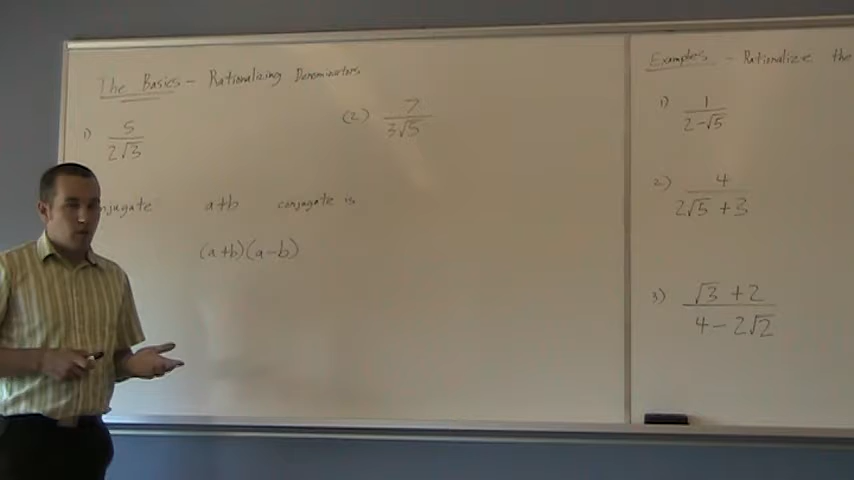 The Basics - Rationalizing Denominators
1) 5/(2√3)
(2) 7/(3√5)
njugate a+b conjugate is
(a+b)(a-b)
Examples - Rationalize the
1) 1/(2-√5)
2) 4/(2√5 +3)
3) (√3 +2)/(4-2√2)